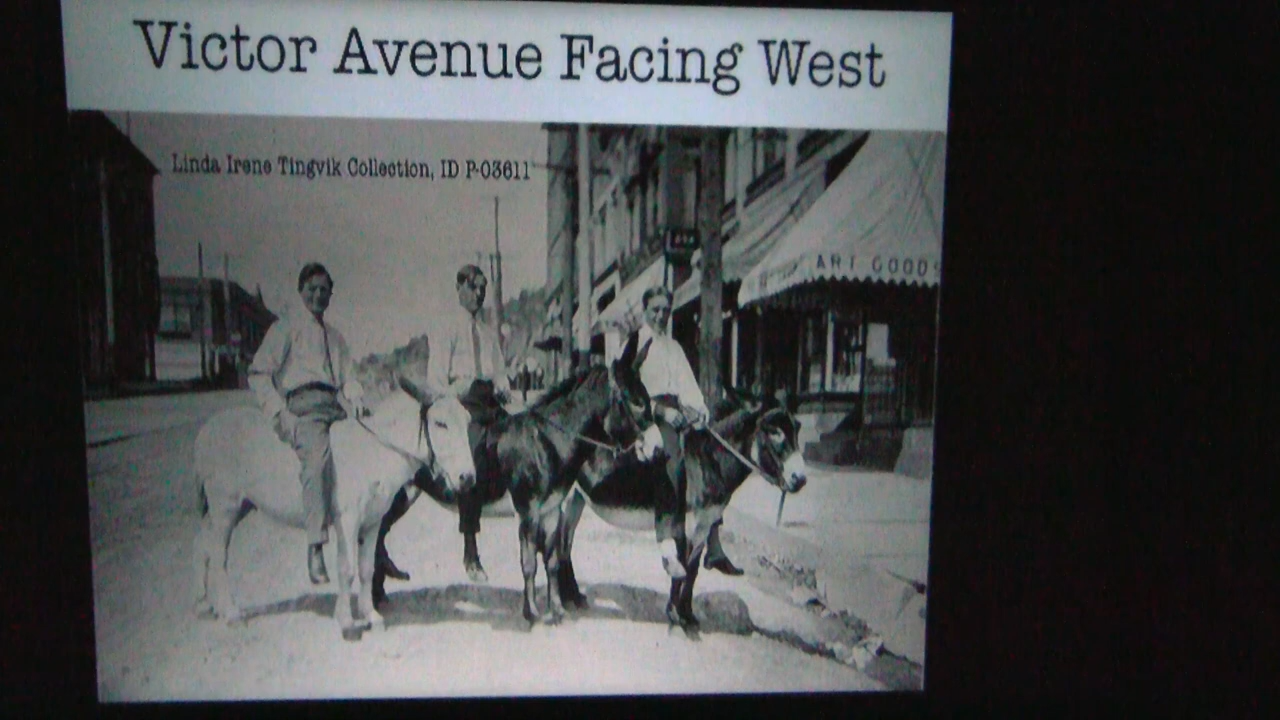 Victor Avenue Facing West
Linda Irene Tingvik Collection, ID P-03611
ART GOODS